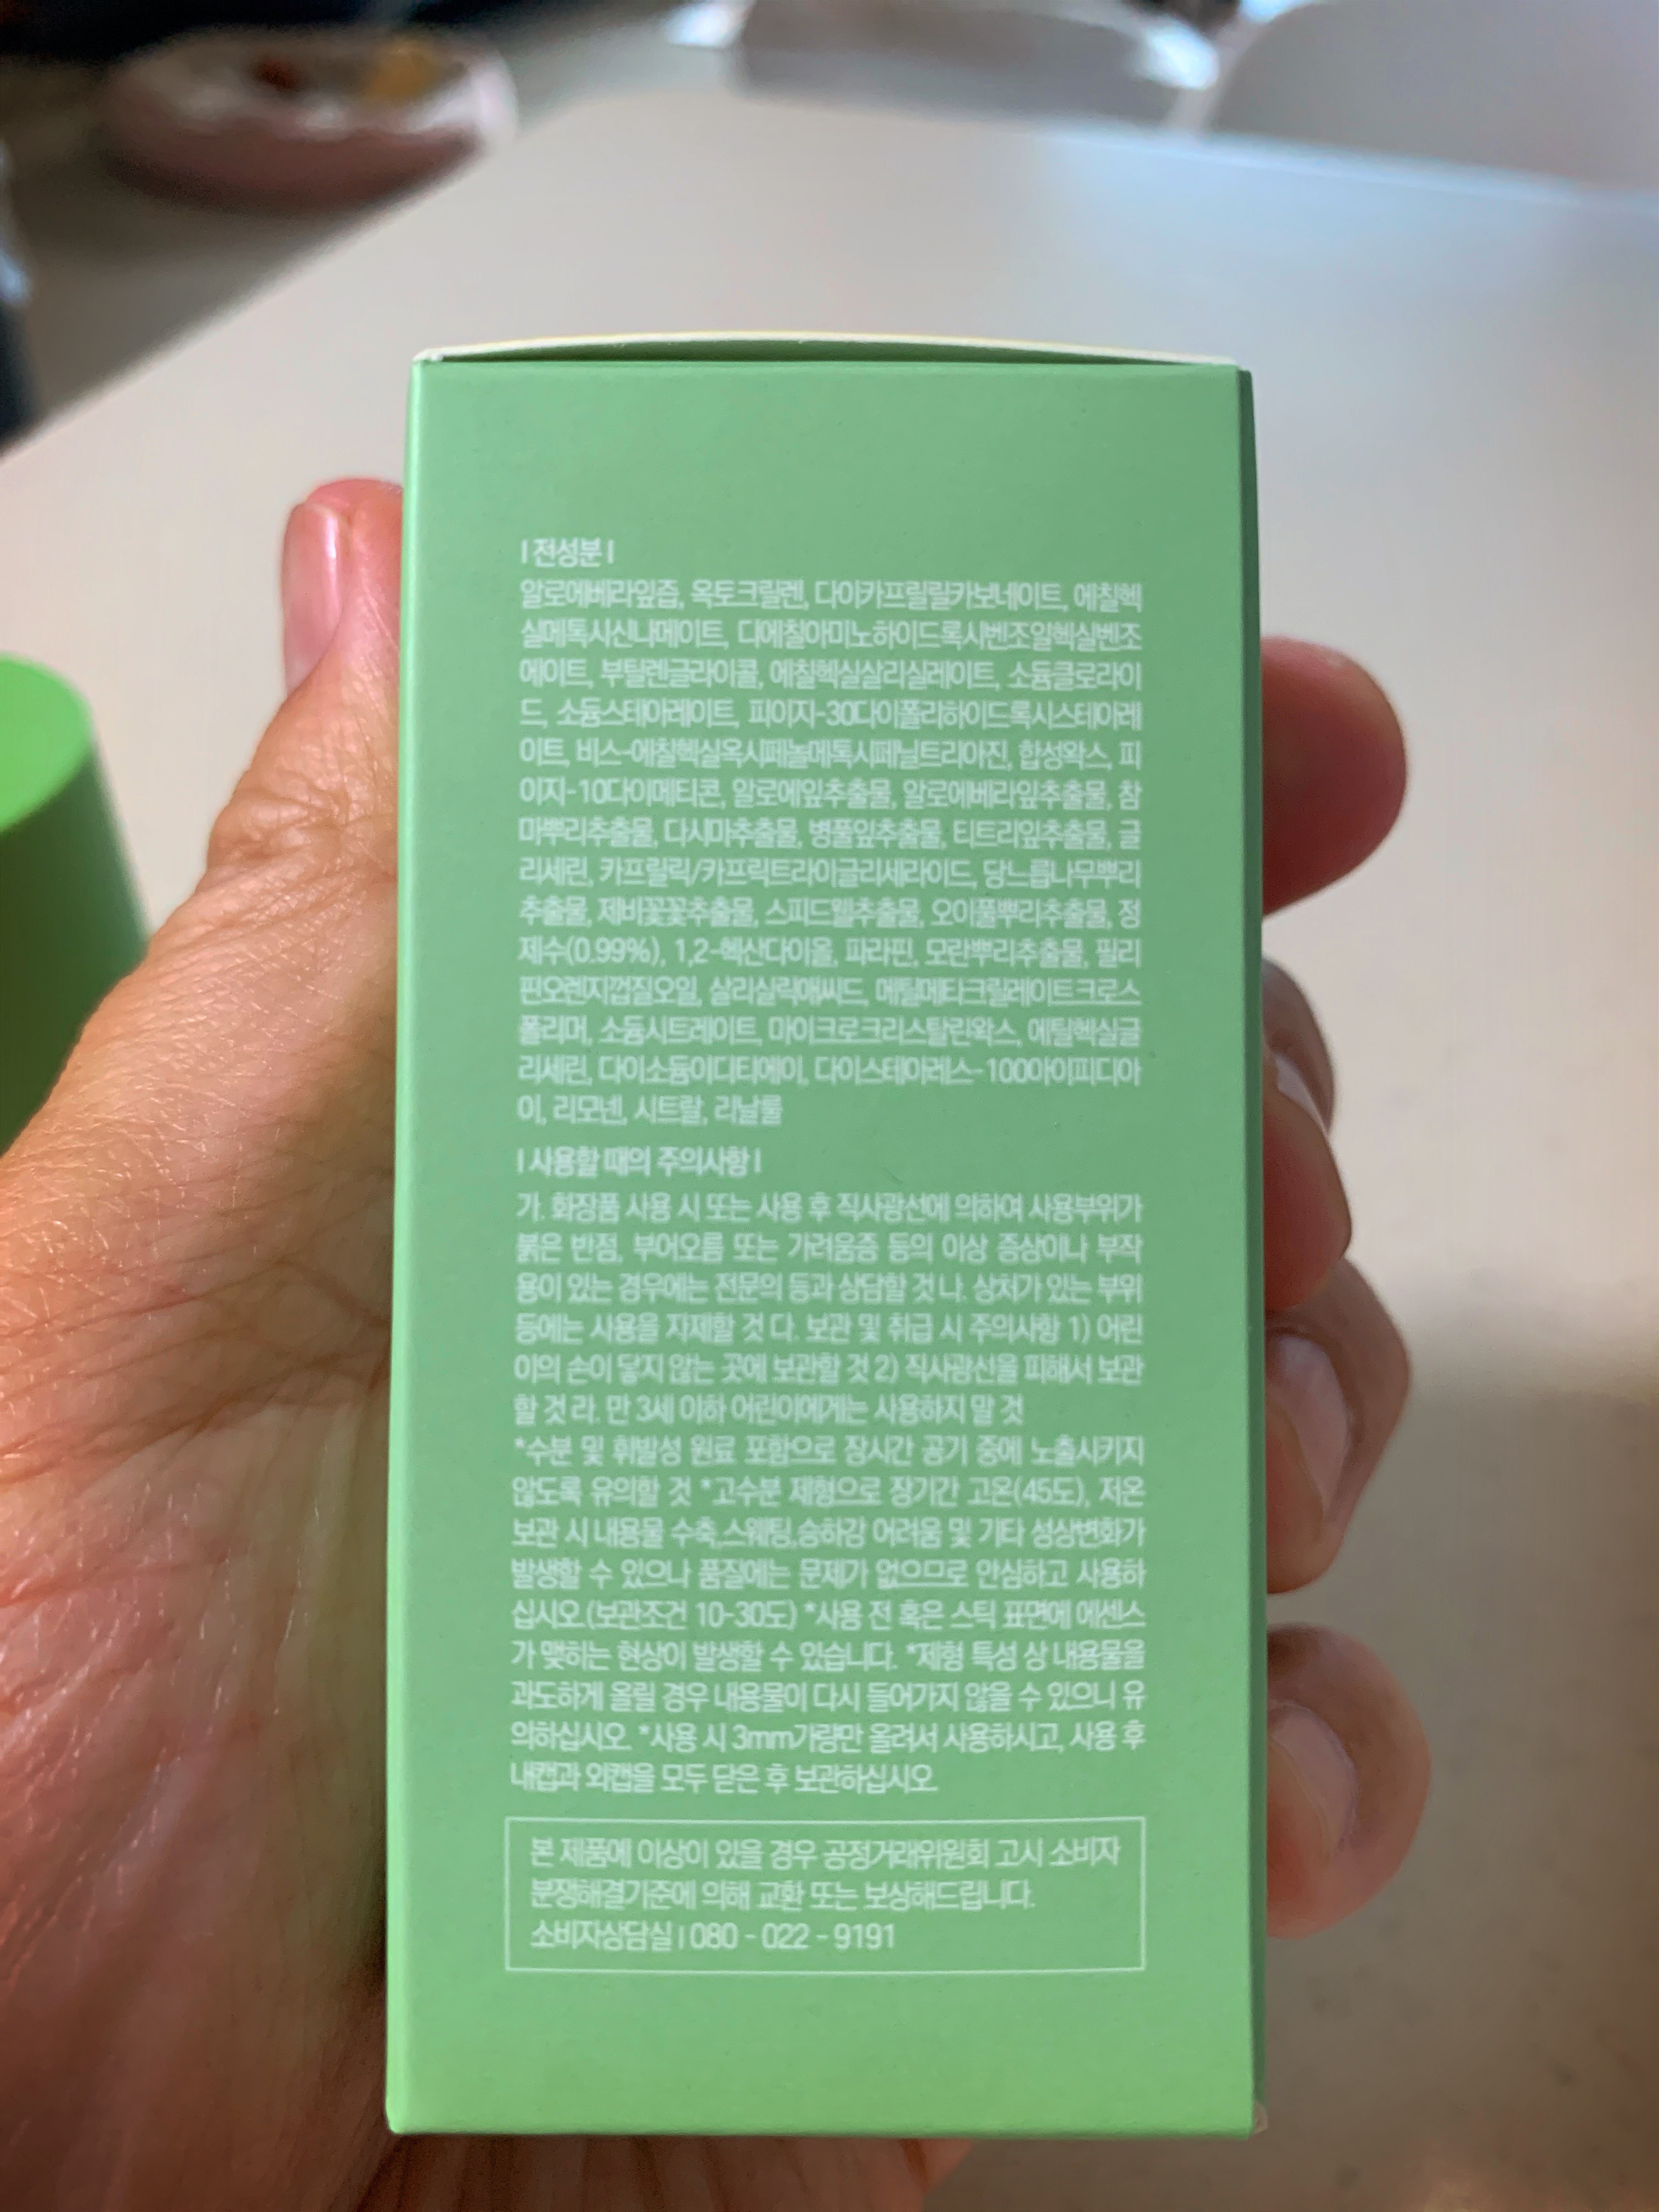 | 전성분 |
알로에베라잎즙, 옥토크릴렌, 다이카프릴릴카보네이트, 에칠헥
실메톡시신나메이트, 디에칠아미노하이드록시벤조일헥실벤조
에이트, 부틸렌글라이콜, 에칠헥실살리실레이트, 소듐클로라이
드, 소듐스테아레이트, 피이지-30다이폴리하이드록시스테아레
이트, 비스-에칠헥실옥시페놀메톡시페닐트리아진, 합성왁스, 피
이지-10다이메티콘, 알로에잎추출물, 알로에베라잎추출물, 참
마뿌리추출물, 다시마추출물, 병풀잎추출물, 티트리잎추출물, 글
리세린, 카프릴릭/카프릭트라이글리세라이드, 당느릅나무뿌리
추출물, 제비꽃꽃추출물, 스피드웰추출물, 오이풀뿌리추출물, 정
제수(0.99%), 1,2-헥산다이올, 파라핀, 모란뿌리추출물, 필리
핀오렌지껍질오일, 살리실릭애씨드, 메틸메타크릴레이트크로스
폴리머, 소듐시트레이트, 마이크로크리스탈린왁스, 에틸헥실글
리세린, 다이소듐이디티에이, 다이스테아레스-100아이피디아
이, 리모넨, 시트랄, 리날룰
| 사용할 때의 주의사항 |
가. 화장품 사용 시 또는 사용 후 직사광선에 의하여 사용부위가
붉은 반점, 부어오름 또는 가려움증 등의 이상 증상이나 부작
용이 있는 경우에는 전문의 등과 상담할 것 나. 상처가 있는 부위
등에는 사용을 자제할 것 다. 보관 및 취급 시 주의사항 1) 어린
이의 손이 닿지 않는 곳에 보관할 것 2) 직사광선을 피해서 보관
할 것 라. 만 3세 이하 어린이에게는 사용하지 말 것
*수분 및 휘발성 원료 포함으로 장시간 공기 중에 노출시키지
않도록 유의할 것 *고수분 제형으로 장기간 고온(45도), 저온
보관 시 내용물 수축,스웨팅,승하강 어려움 및 기타 성상변화가
발생할 수 있으나 품질에는 문제가 없으므로 안심하고 사용하
십시오.(보관조건 10-30도) *사용 전 혹은 스틱 표면에 에센스
가 맺히는 현상이 발생할 수 있습니다. *제형 특성 상 내용물을
과도하게 올릴 경우 내용물이 다시 들어가지 않을 수 있으니 유
의하십시오. *사용 시 3mm가량만 올려서 사용하시고, 사용 후
내캡과 외캡을 모두 닫은 후 보관하십시오.
본 제품에 이상이 있을 경우 공정거래위원회 고시 소비자
분쟁해결기준에 의해 교환 또는 보상해드립니다.
소비자상담실 | 080 - 022 - 9191